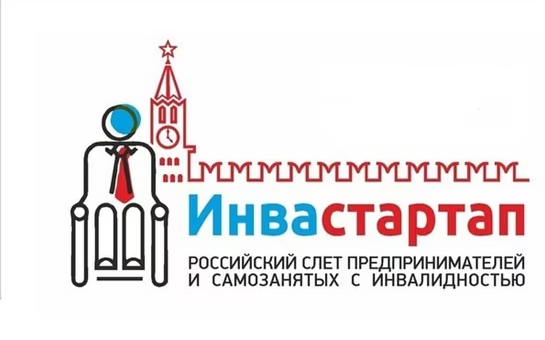 Инвастартап
РОССИЙСКИЙ СЛЕТ ПРЕДПРИНИМАТЕЛЕЙ
И САМОЗАНЯТЫХ С ИНВАЛИДНОСТЬЮ